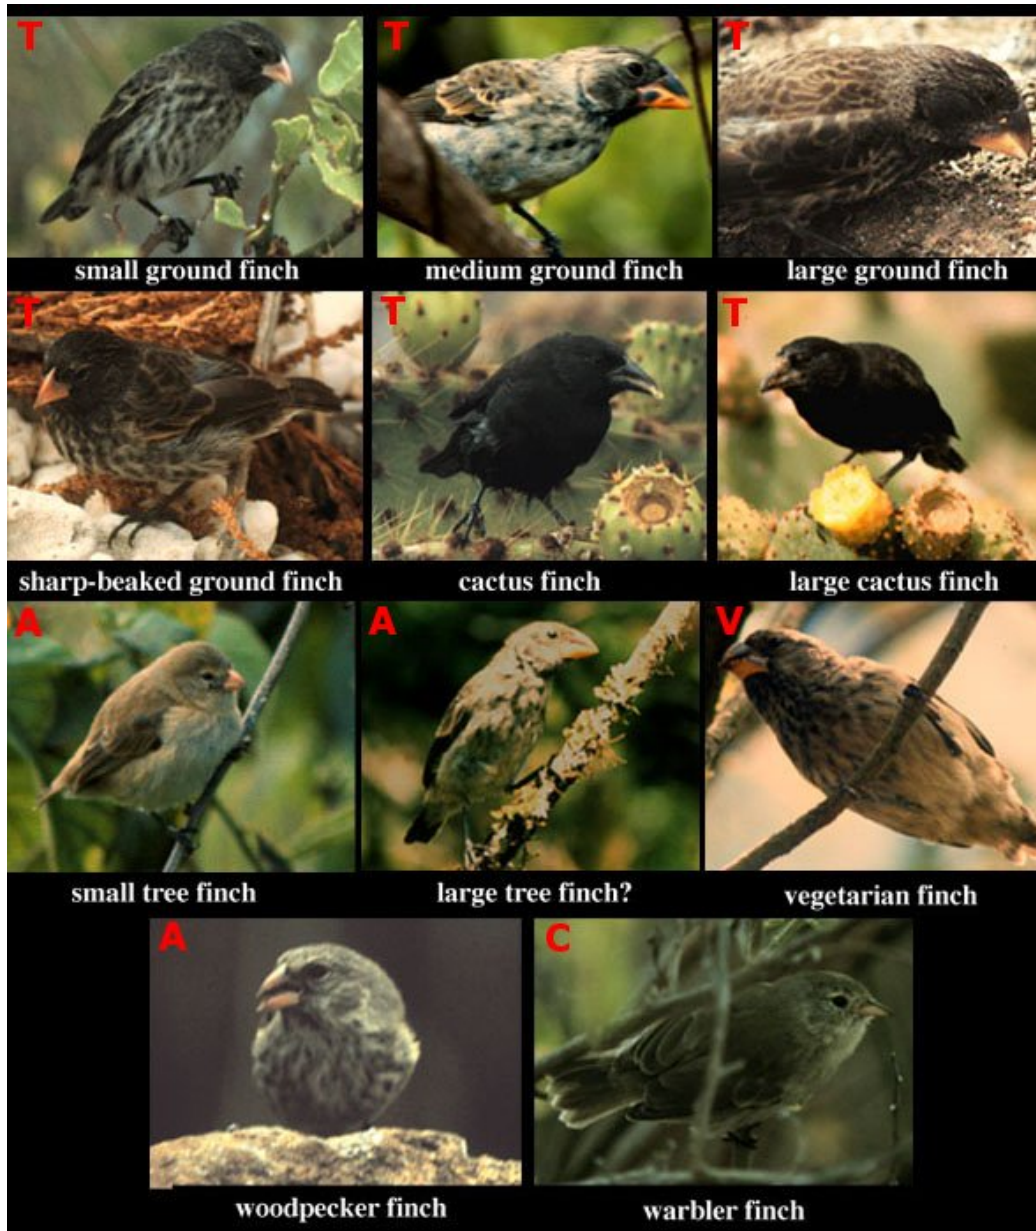 T T T
small ground finch medium ground finch large ground finch
T T T
sharp-beaked ground finch cactus finch large cactus finch
A A V
small tree finch large tree finch? vegetarian finch
A C
woodpecker finch warbler finch